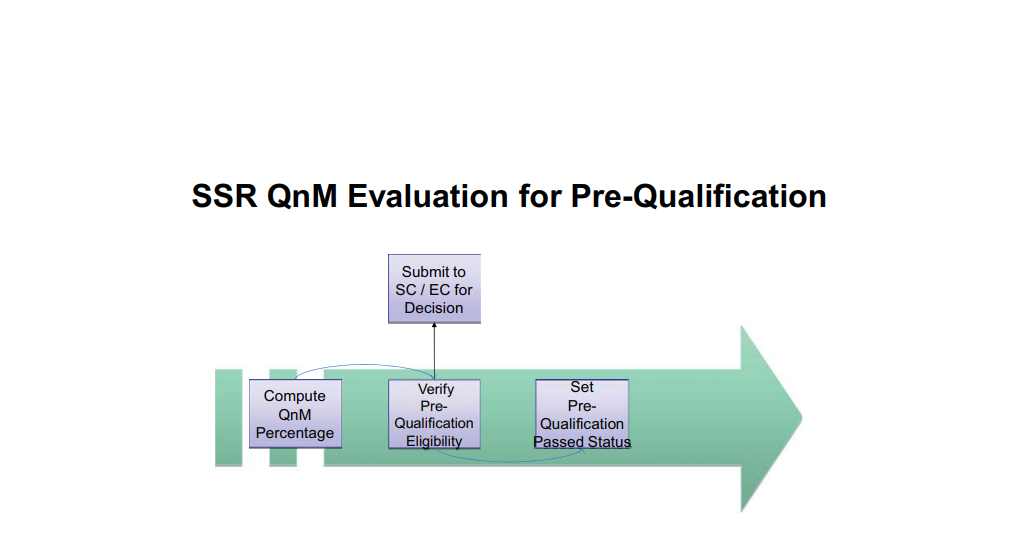 SSR QnM Evaluation for Pre-Qualification
Submit to
SC / EC for
Decision
Compute
QnM
Percentage
Verify
Pre-
Qualification
Eligibility
Set
Pre-
Qualification
Passed Status